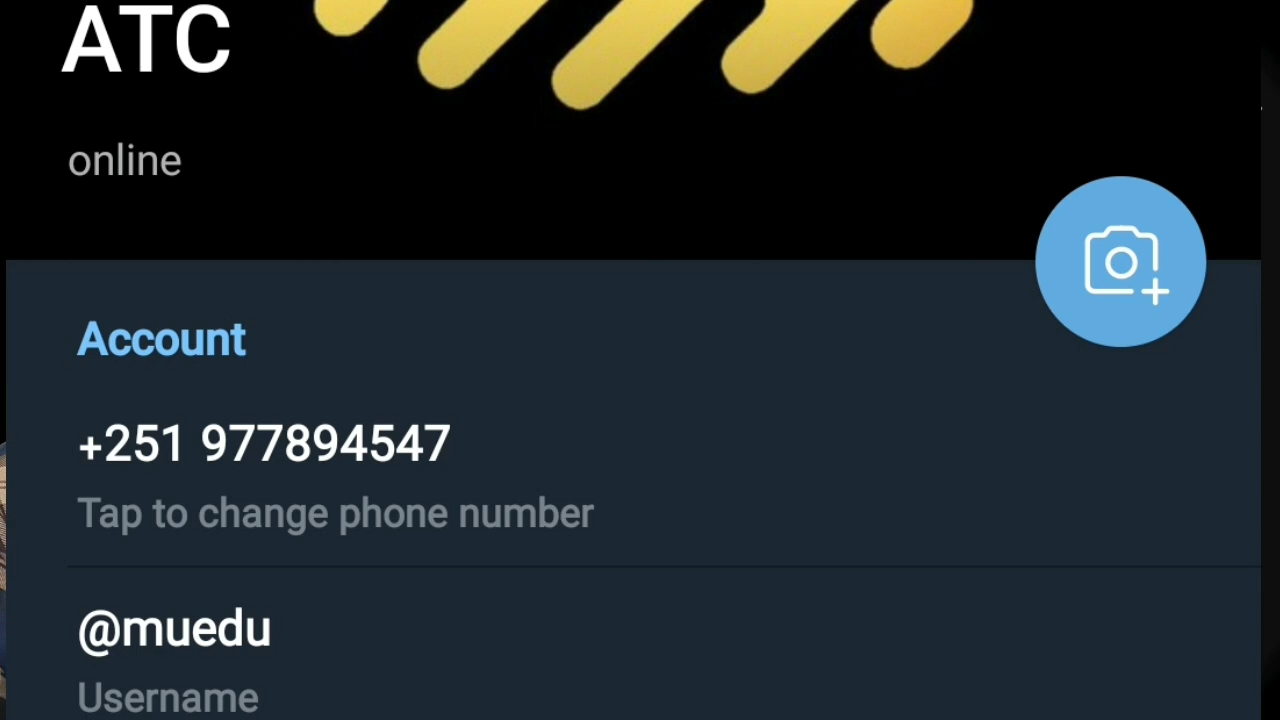 ATC
online
Account
+251 977894547
Tap to change phone number
@muedu
Username